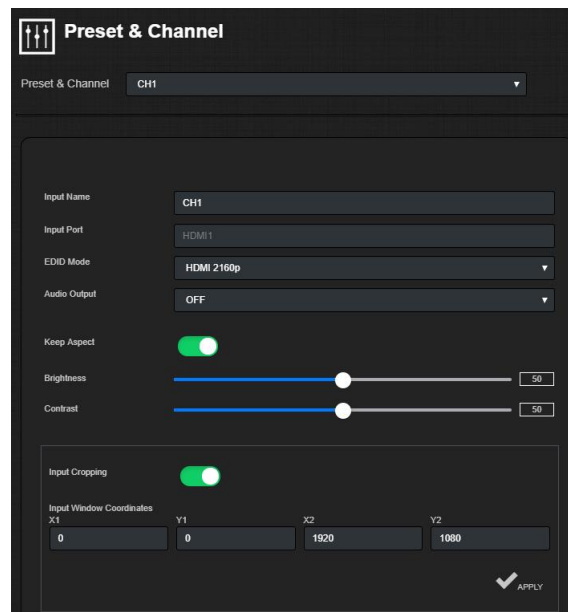 Preset & Channel
Preset & Channel CH1
Input Name CH1
Input Port HDMI1
EDID Mode HDMI 2160p
Audio Output OFF
Keep Aspect
Brightness 50
Contrast 50
Input Cropping
Input Window Coordinates
X1 Y1 X2 Y2
0 0 1920 1080
APPLY